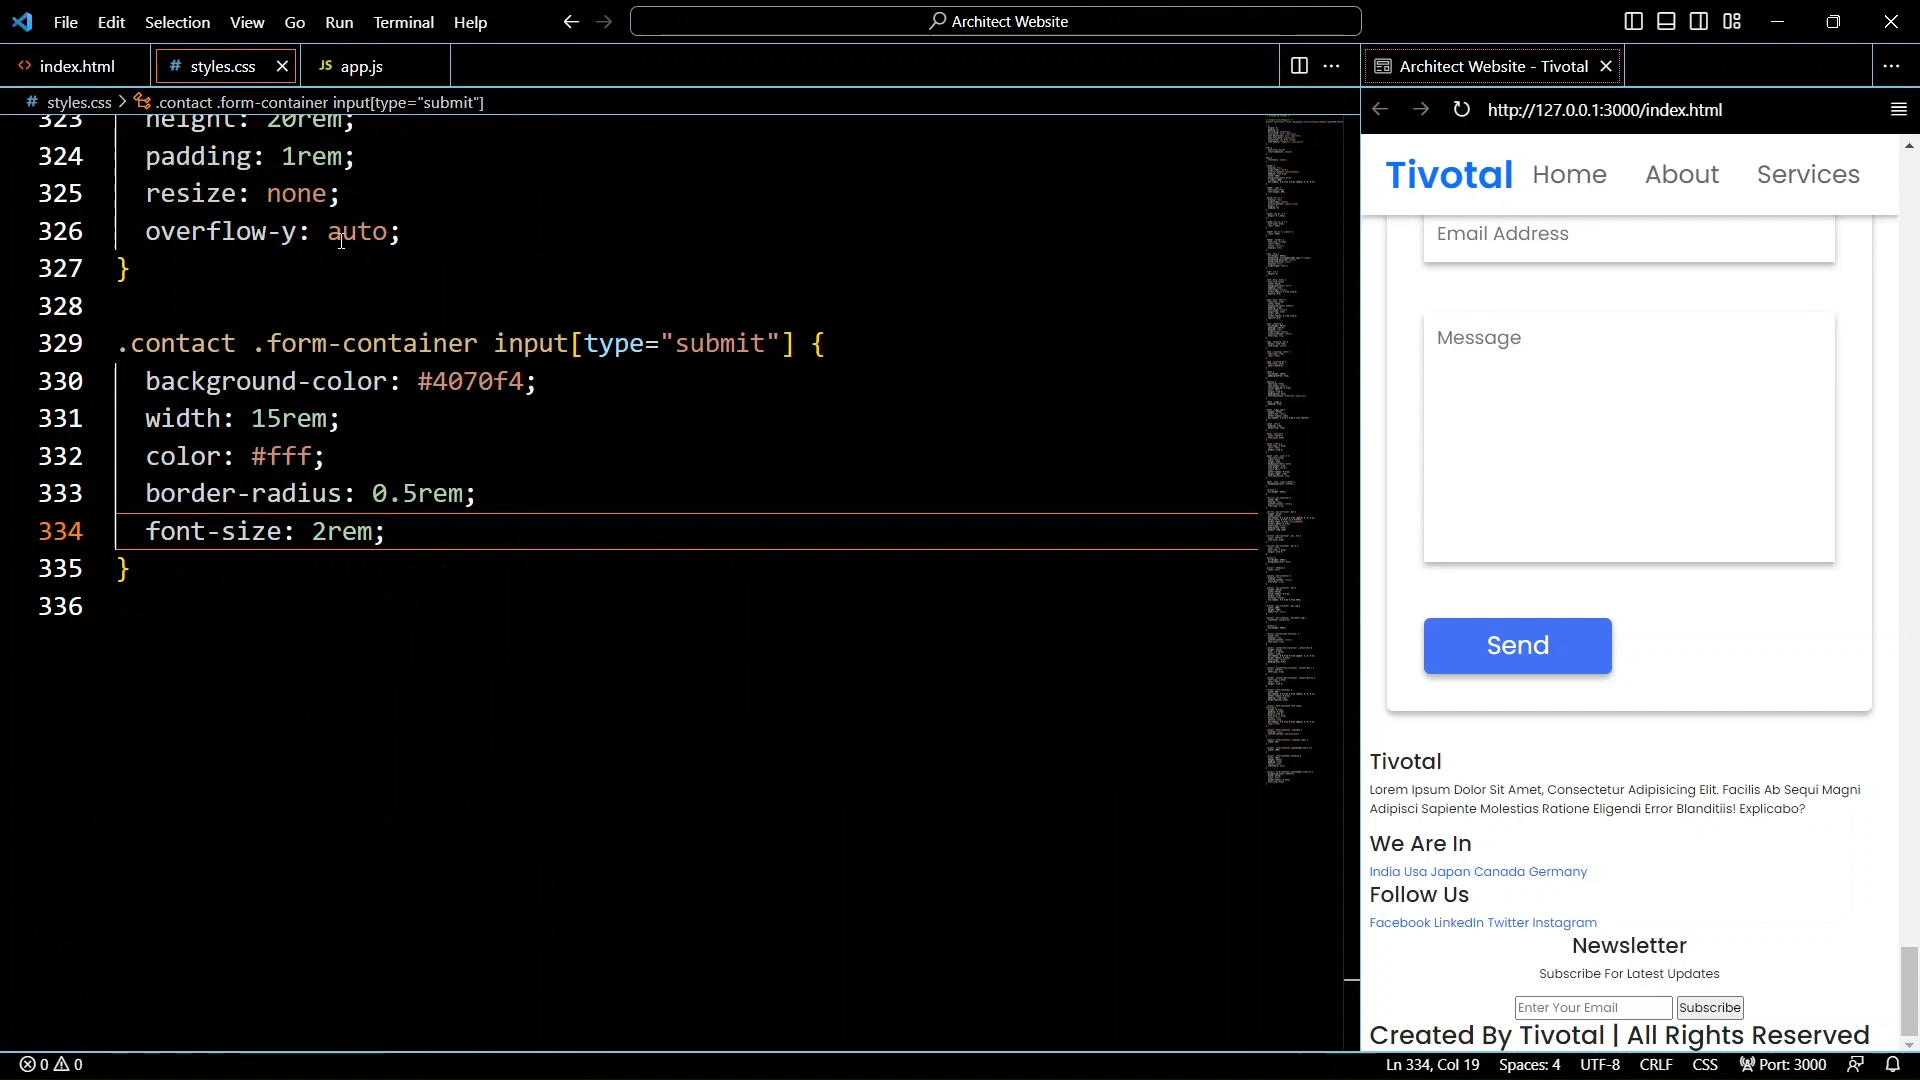 File Edit Selection View Go Run Terminal Help
Architect Website
index.html
styles.css
JS app.js
Architect Website - Tivotal
styles.css > .contact .form-container input[type="submit"]
http://127.0.0.1:3000/index.html
323 height: 20rem;
324 padding: 1rem;
325 resize: none;
326 overflow-y: auto;
327 }
328
329 .contact .form-container input[type="submit"] {
330 background-color: #4070f4;
331 width: 15rem;
332 color: #fff;
333 border-radius: 0.5rem;
334 font-size: 2rem;
335 }
336
Tivotal Home About Services
Email Address
Message
Send
Tivotal
Lorem Ipsum Dolor Sit Amet, Consectetur Adipisicing Elit. Facilis Ab Sequi Magni
Adipisci Sapiente Molestias Ratione Eligendi Error Blanditiis! Explicabo?
We Are In
India Usa Japan Canada Germany
Follow Us
Facebook LinkedIn Twitter Instagram
Newsletter
Subscribe For Latest Updates
Enter Your Email Subscribe
Created By Tivotal | All Rights Reserved
0 0
Ln 334, Col 19 Spaces: 4 UTF-8 CRLF CSS Port: 3000